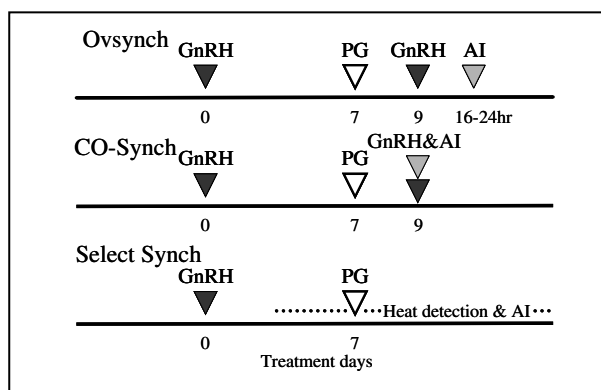 Ovsynch
GnRH PG GnRH AI
0 7 9 16-24hr
CO-Synch
GnRH PG GnRH&AI
0 7 9
Select Synch
GnRH PG
Heat detection & AI
0 7
Treatment days